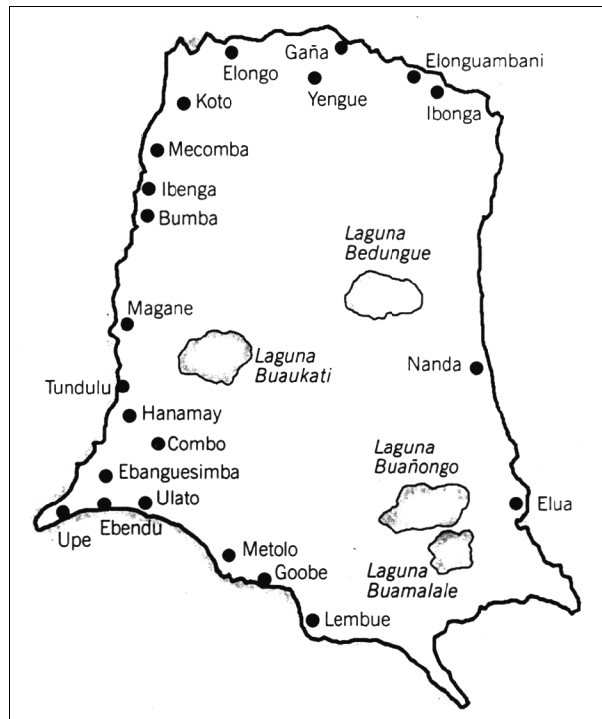 Gaña
Elongo
Elonguambani
Yengue
Ibonga
Koto
Mecomba
Ibenga
Bumba
Laguna
Bedungue
Magane
Laguna
Buaukati
Nanda
Tundulu
Hanamay
Combo
Laguna
Buañongo
Ebanguesimba
Ulato
Elua
Upe
Ebendu
Metolo
Goobe
Laguna
Buamalale
Lembue